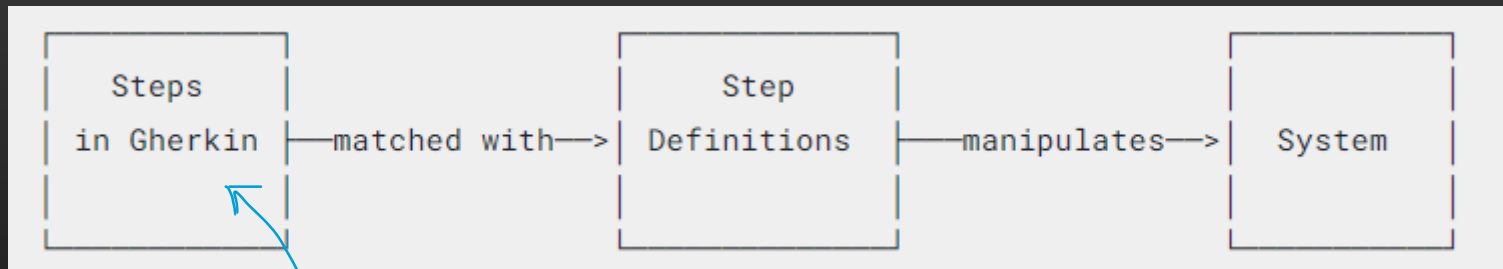 Steps
in Gherkin
matched with
Step
Definitions
manipulates
System